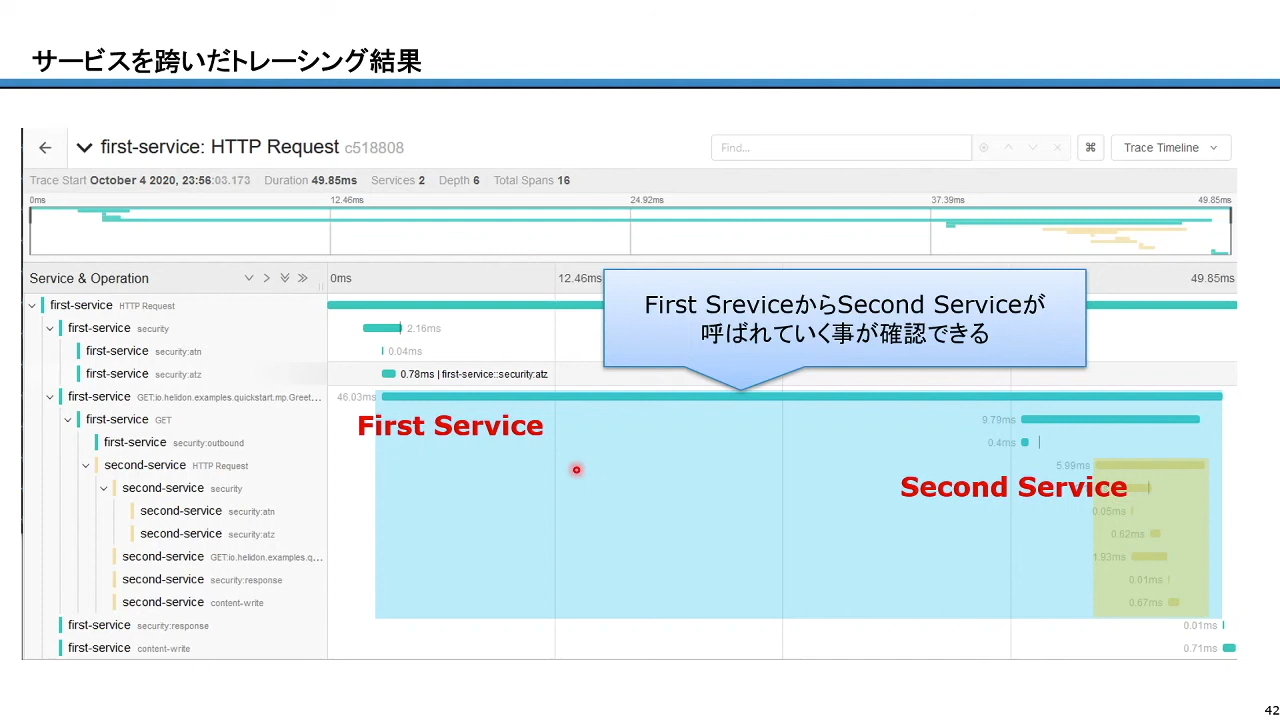 サービスを跨いだトレーシング結果
first-service: HTTP Request c518808
Find...
⌘
Trace Timeline
Trace Start October 4 2020, 23:56:03.173 Duration 49.85ms Services 2 Depth 6 Total Spans 16
0ms 12.46ms 24.92ms 37.39ms 49.85ms
Service & Operation 0ms 12.46ms 49.85ms
First SreviceからSecond Serviceが
呼ばれていく事が確認できる
first-service HTTP Request
first-service security 2.16ms
first-service security:atn 0.04ms
first-service security:atz 0.78ms | first-service::security:atz
first-service GET:io.helidon.examples.quickstart.mp.Greet... 46.03ms
First Service
first-service GET 9.79ms
first-service security:outbound 0.4ms
second-service HTTP Request 5.99ms
second-service security
Second Service
second-service security:atn 0.05ms
second-service security:atz 0.62ms
second-service GET:io.helidon.examples.q... 1.93ms
second-service security:response 0.01ms
second-service content-write 0.67ms
first-service security:response 0.01ms
first-service content-write 0.71ms
42